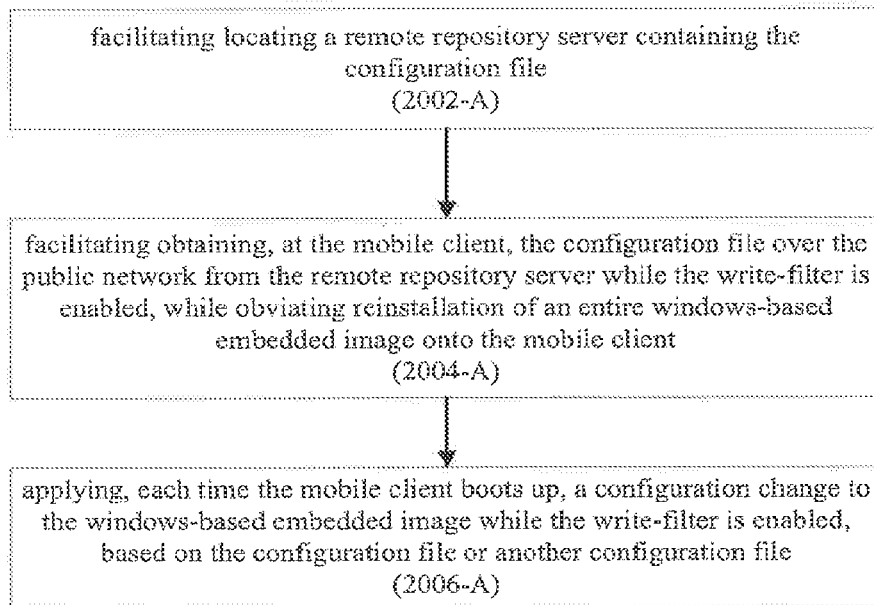 facilitating locating a remote repository server containing the
configuration file
(2002-A)
facilitating obtaining, at the mobile client, the configuration file over the
public network from the remote repository server while the write-filter is
enabled, while obviating reinstallation of an entire windows-based
embedded image onto the mobile client
(2004-A)
applying, each time the mobile client boots up, a configuration change to
the windows-based embedded image while the write-filter is enabled,
based on the configuration file or another configuration file
(2006-A)